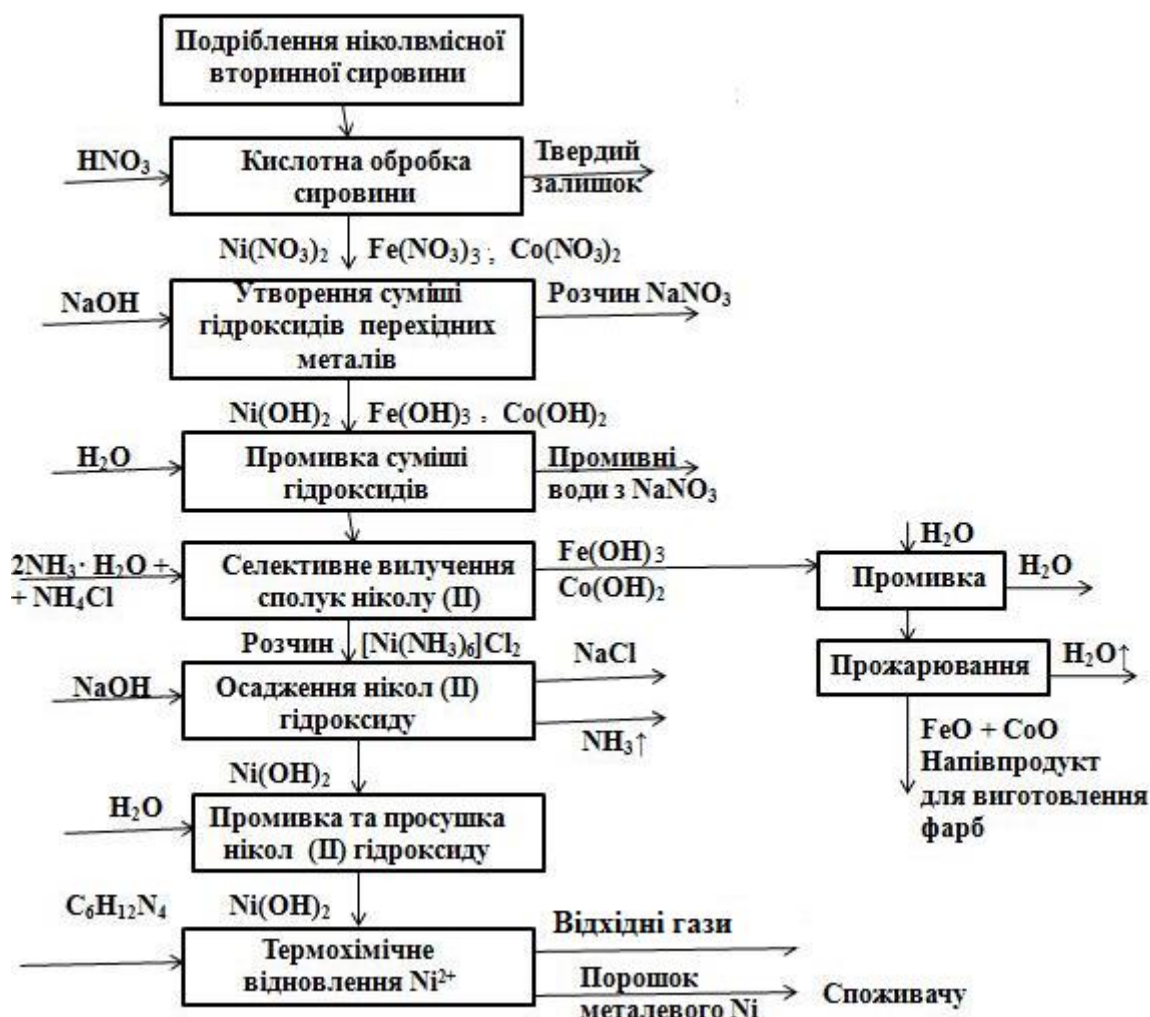 Подріблення ніколвмісної
вторинної сировини
HNO₃
Кислотна обробка
сировини
Твердий
залишок
Ni(NO₃)₂ Fe(NO₃)₃ , Co(NO₃)₂
NaOH
Утворення суміші
гідроксидів перехідних
металів
Розчин NaNO₃
Ni(OH)₂ Fe(OH)₃ , Co(OH)₂
H₂O
Промивка суміші
гідроксидів
Промивні
води з NaNO₃
2NH₃· H₂O +
+ NH₄Cl
Селективне вилучення
сполук ніколу (II)
Fe(OH)₃
Co(OH)₂
H₂O
Промивка
H₂O
Розчин [Ni(NH₃)₆]Cl₂
NaOH
Осадження нікол (II)
гідроксиду
NaCl
NH₃↑
Прожарювання
H₂O↑
FeO + CoO
Напівпродукт
для виготовлення
фарб
Ni(OH)₂
H₂O
Промивка та просушка
нікол (II) гідроксиду
C₆H₁₂N₄
Ni(OH)₂
Термохімічне
відновлення Ni²⁺
Відхідні гази
Порошок
металевого Ni
Споживачу